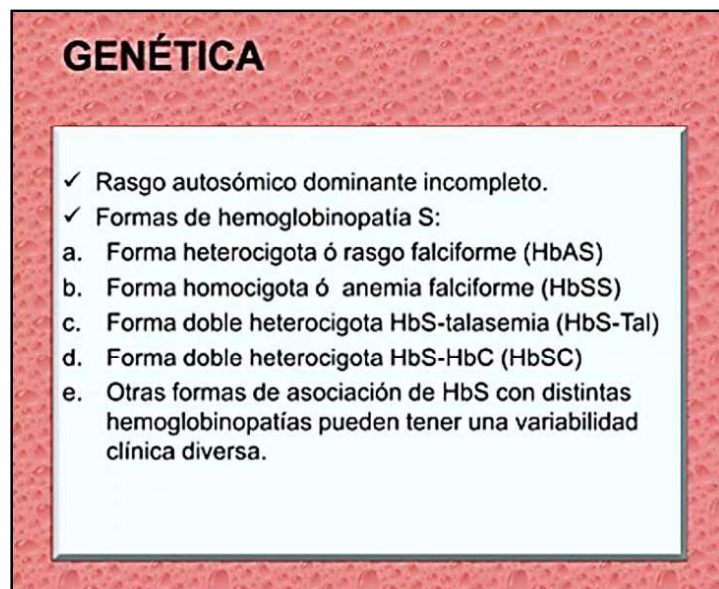 GENÉTICA
✓ Rasgo autosómico dominante incompleto.
✓ Formas de hemoglobinopatía S:
a. Forma heterocigota ó rasgo falciforme (HbAS)
b. Forma homocigota ó anemia falciforme (HbSS)
c. Forma doble heterocigota HbS-talasemia (HbS-Tal)
d. Forma doble heterocigota HbS-HbC (HbSC)
e. Otras formas de asociación de HbS con distintas
hemoglobinopatías pueden tener una variabilidad
clínica diversa.